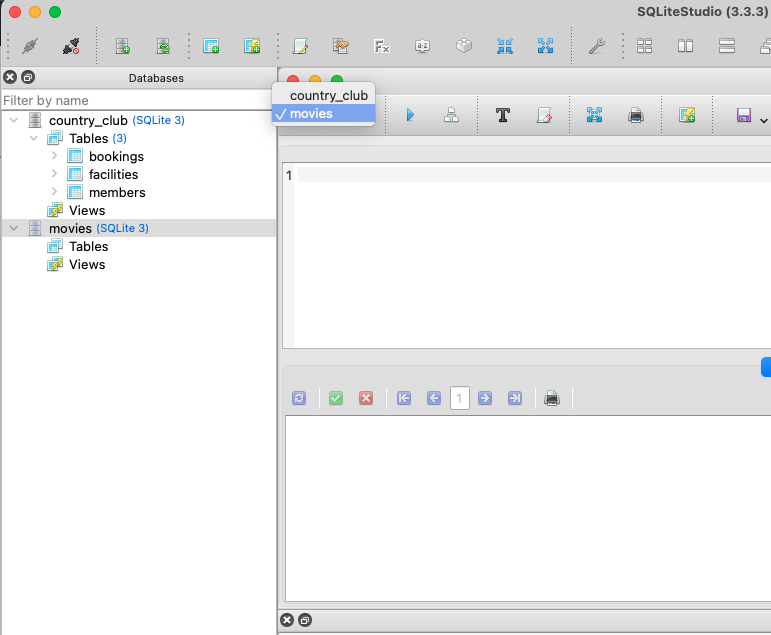 SQLiteStudio (3.3.3)
Fx
a-z
Databases
Filter by name
country_club
✓ movies
country_club (SQLite 3)
Tables (3)
bookings
facilities
members
Views
movies (SQLite 3)
Tables
Views
T
1
1